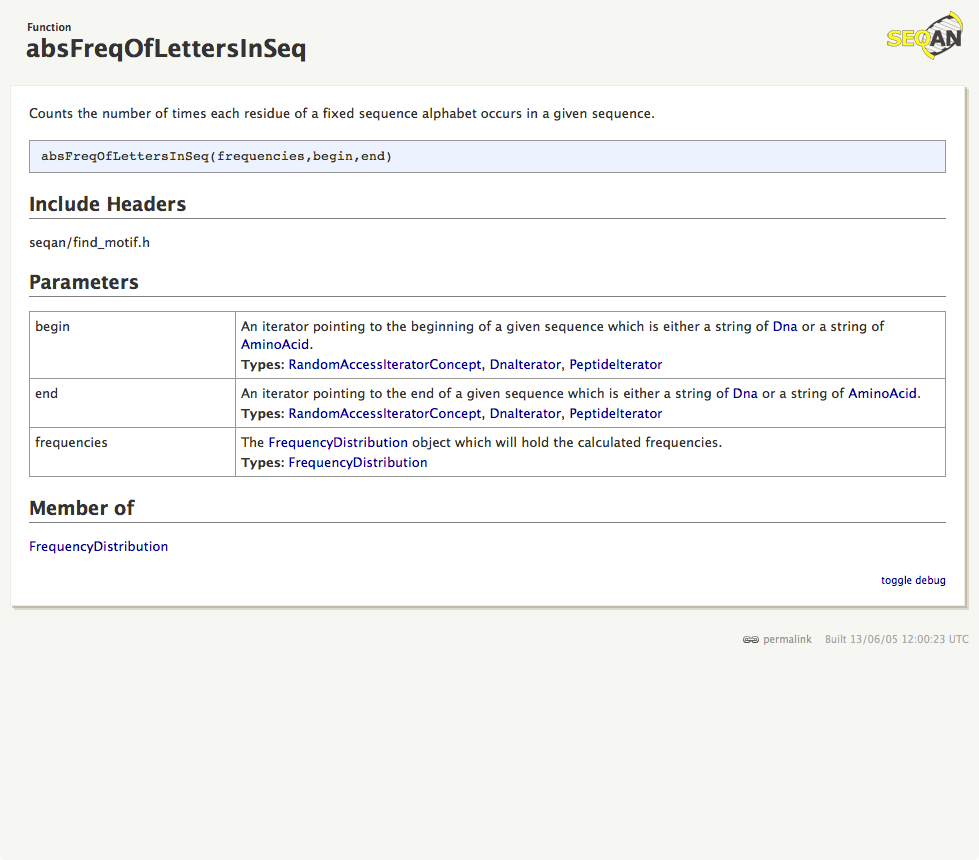 Function
absFreqOfLettersInSeq
SEQAN
Counts the number of times each residue of a fixed sequence alphabet occurs in a given sequence.
absFreqOfLettersInSeq(frequencies,begin,end)
Include Headers
seqan/find_motif.h
Parameters
begin
An iterator pointing to the beginning of a given sequence which is either a string of Dna or a string of
AminoAcid.
Types: RandomAccessIteratorConcept, DnaIterator, PeptideIterator
end
An iterator pointing to the end of a given sequence which is either a string of Dna or a string of AminoAcid.
Types: RandomAccessIteratorConcept, DnaIterator, PeptideIterator
frequencies
The FrequencyDistribution object which will hold the calculated frequencies.
Types: FrequencyDistribution
Member of
FrequencyDistribution
toggle debug
permalink Built 13/06/05 12:00:23 UTC